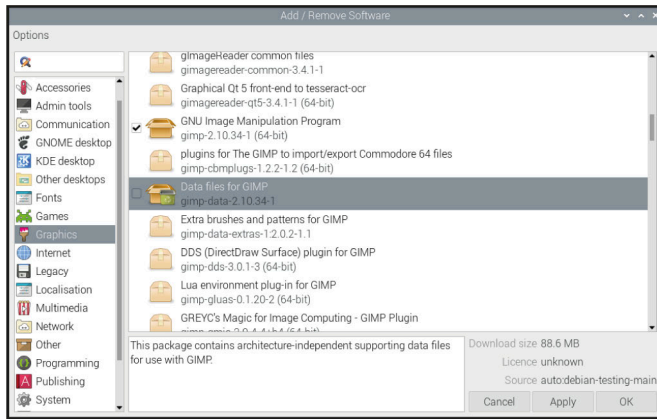 Add / Remove Software
Options
Accessories
Admin tools
Communication
GNOME desktop
KDE desktop
Other desktops
Fonts
Games
Graphics
Internet
Legacy
Localisation
Multimedia
Network
Other
Programming
Publishing
System
gImageReader common files
gimagereader-common-3.4.1-1
Graphical Qt 5 front-end to tesseract-ocr
gimagereader-qt5-3.4.1-1 (64-bit)
GNU Image Manipulation Program
gimp-2.10.34-1 (64-bit)
plugins for The GIMP to import/export Commodore 64 files
gimp-cbmplugs-1.2.2-1.2 (64-bit)
Data files for GIMP
gimp-data-2.10.34-1
Extra brushes and patterns for GIMP
gimp-data-extras-1:2.0.2-1.1
DDS (DirectDraw Surface) plugin for GIMP
gimp-dds-3.0.1-3 (64-bit)
Lua environment plug-in for GIMP
gimp-gluas-0.1.20-2 (64-bit)
GREYC's Magic for Image Computing - GIMP Plugin
This package contains architecture-independent supporting data files
for use with GIMP.
Download size 88.6 MB
Licence unknown
Source auto:debian-testing-main
Cancel
Apply
OK